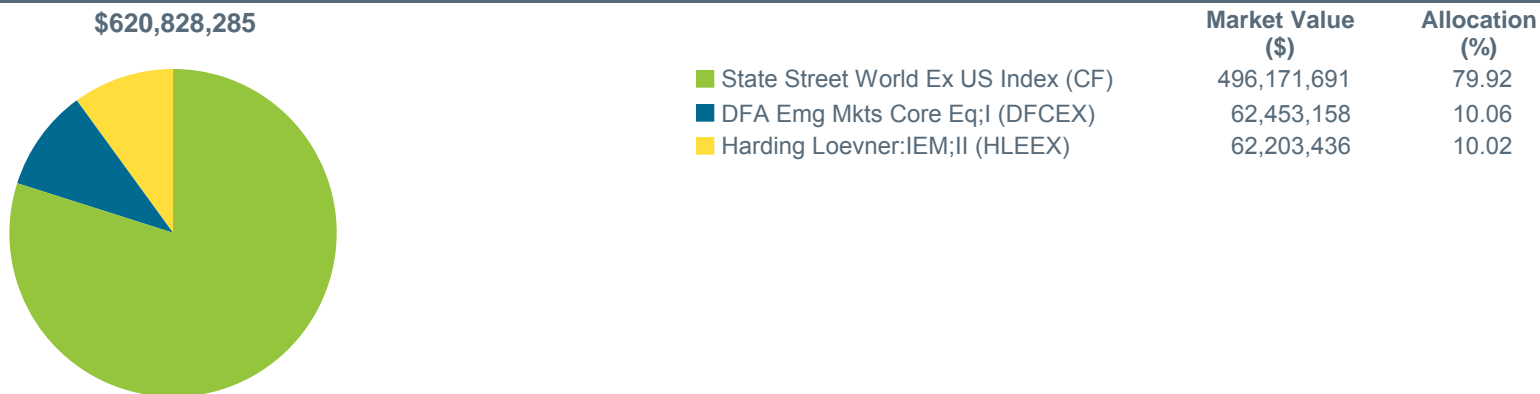 $620,828,285
Market Value Allocation
($) (%)
State Street World Ex US Index (CF) 496,171,691 79.92
DFA Emg Mkts Core Eq;I (DFCEX) 62,453,158 10.06
Harding Loevner:IEM;II (HLEEX) 62,203,436 10.02